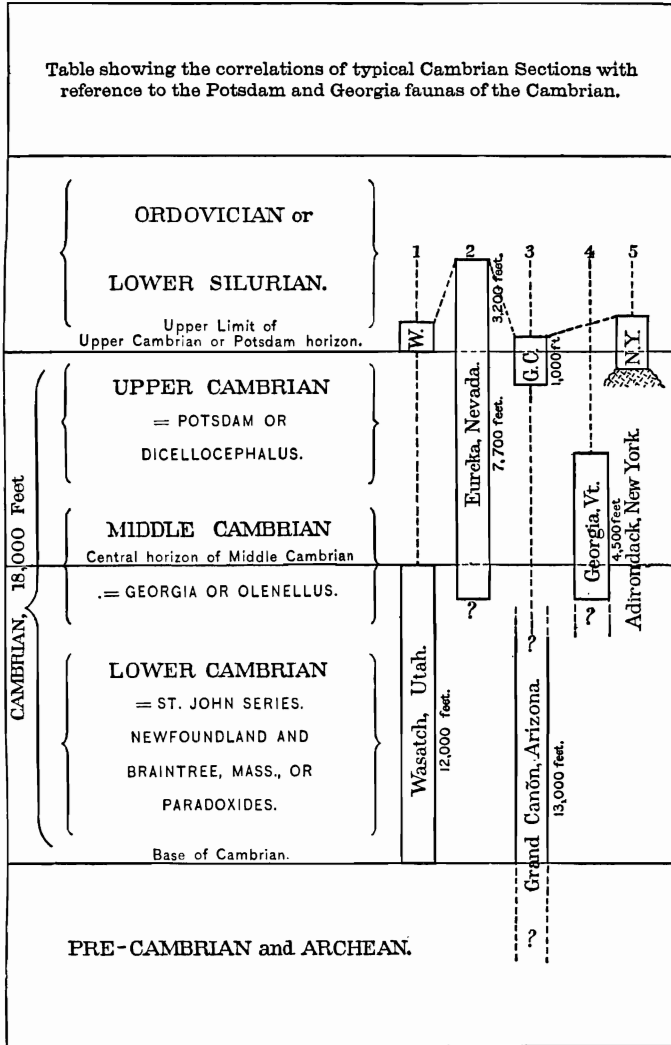 Table showing the correlations of typical Cambrian Sections with
reference to the Potsdam and Georgia faunas of the Cambrian.
ORDOVICIAN or
LOWER SILURIAN.
Upper Limit of
Upper Cambrian or Potsdam horizon.
1
2
3
4
5
W.
3,200 feet.
G.C.
1,000 ft
N.Y.
CAMBRIAN, 18,000 Feet
UPPER CAMBRIAN
= POTSDAM OR
DICELLOCEPHALUS.
Eureka, Nevada.
7,700 feet.
MIDDLE CAMBRIAN
Central horizon of Middle Cambrian
.= GEORGIA OR OLENELLUS.
?
Georgia, Vt.
4,500 feet
?
Adirondack, New York.
LOWER CAMBRIAN
= ST. JOHN SERIES.
NEWFOUNDLAND AND
BRAINTREE, MASS., OR
PARADOXIDES.
Base of Cambrian.
Wasatch, Utah.
12,000 feet.
?
Grand Cañon, Arizona.
13,000 feet.
?
PRE-CAMBRIAN and ARCHEAN.